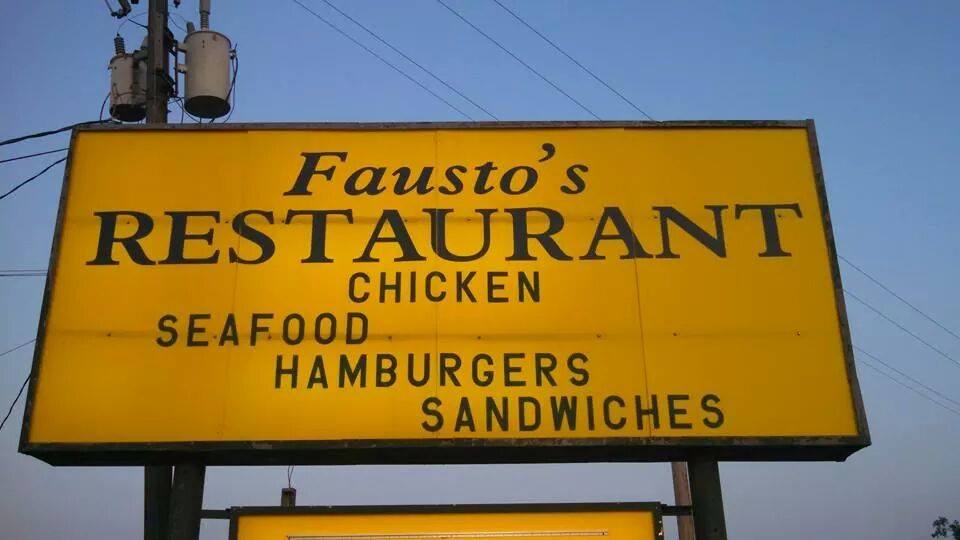 Fausto's
RESTAURANT
CHICKEN
SEAFOOD
HAMBURGERS
SANDWICHES